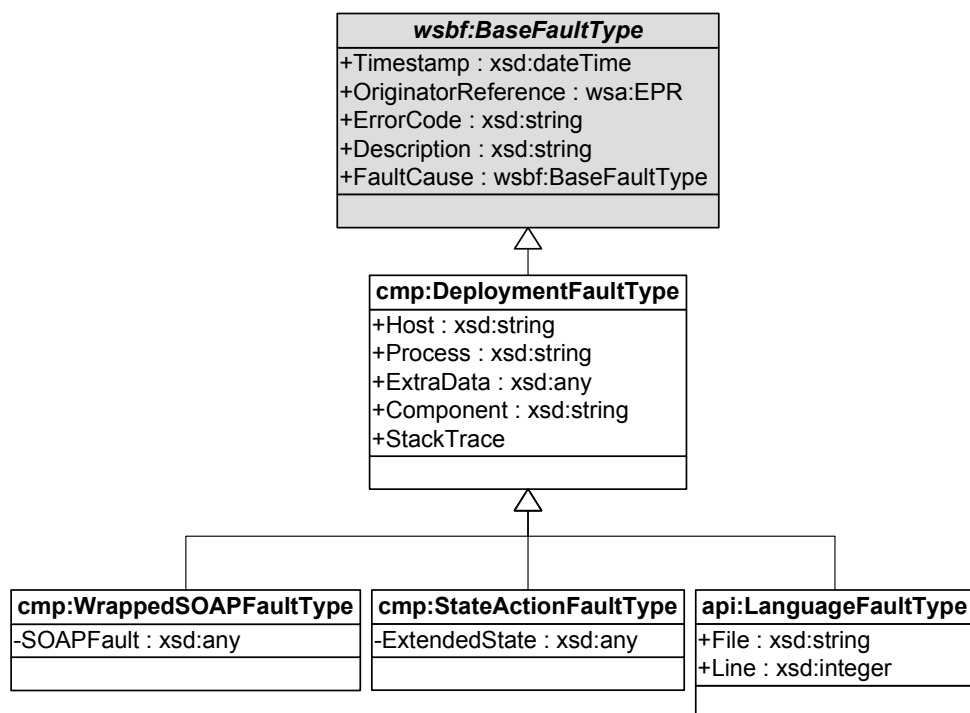 wsbf:BaseFaultType
+Timestamp : xsd:dateTime
+OriginatorReference : wsa:EPR
+ErrorCode : xsd:string
+Description : xsd:string
+FaultCause : wsbf:BaseFaultType
cmp:DeploymentFaultType
+Host : xsd:string
+Process : xsd:string
+ExtraData : xsd:any
+Component : xsd:string
+StackTrace
cmp:WrappedSOAPFaultType
-SOAPFault : xsd:any
cmp:StateActionFaultType
-ExtendedState : xsd:any
api:LanguageFaultType
+File : xsd:string
+Line : xsd:integer